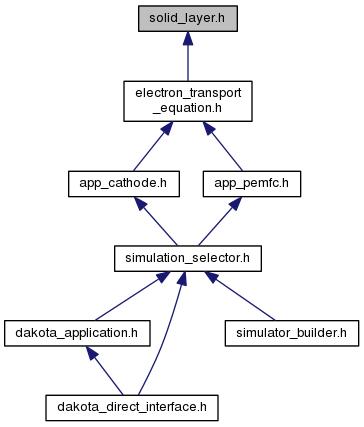 solid_layer.h
electron_transport
_equation.h
app_cathode.h
app_pemfc.h
simulation_selector.h
dakota_application.h
simulator_builder.h
dakota_direct_interface.h